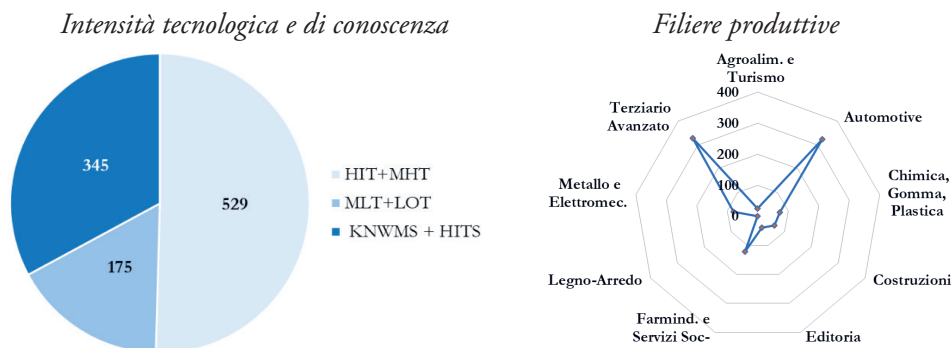 Intensità tecnologica e di conoscenza
345
529
175
HIT+MHT
MLT+LOT
KNWMS + HITS
Filiere produttive
Agroalim. e
Turismo
400
300
200
100
0
Automotive
Chimica,
Gomma,
Plastica
Costruzioni
Editoria
Farmind. e
Servizi Soc-
Legno-Arredo
Metallo e
Elettromec.
Terziario
Avanzato